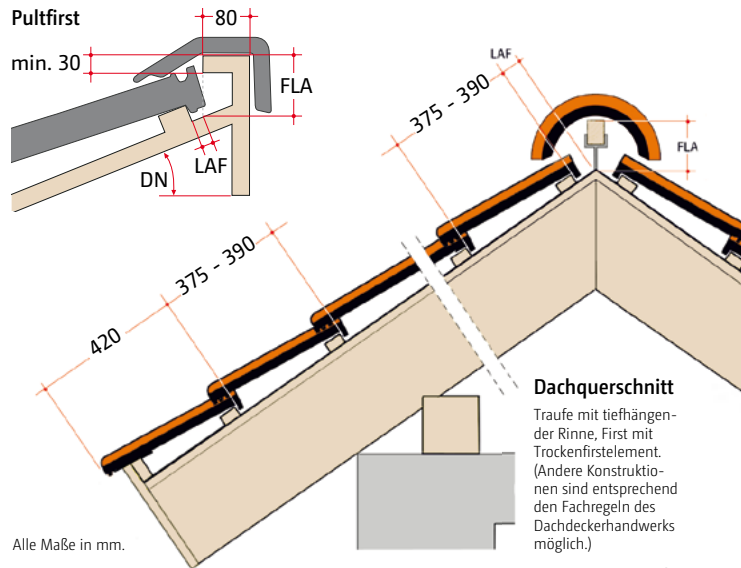 Pultfirst
80
min. 30
FLA
LAF
DN
LAF
375 - 390
FLA
375 - 390
420
Dachquerschnitt
Traufe mit tiefhängen-
der Rinne, First mit
Trockenfirstelement.
(Andere Konstruktio-
nen sind entsprechend
den Fachregeln des
Dachdeckerhandwerks
möglich.)
Alle Maße in mm.